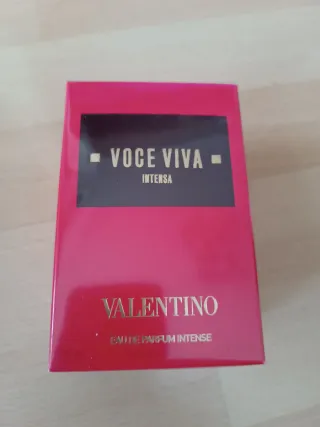 VOCE VIVA
INTENSA
VALENTINO
EAU DE PARFUM INTENSE